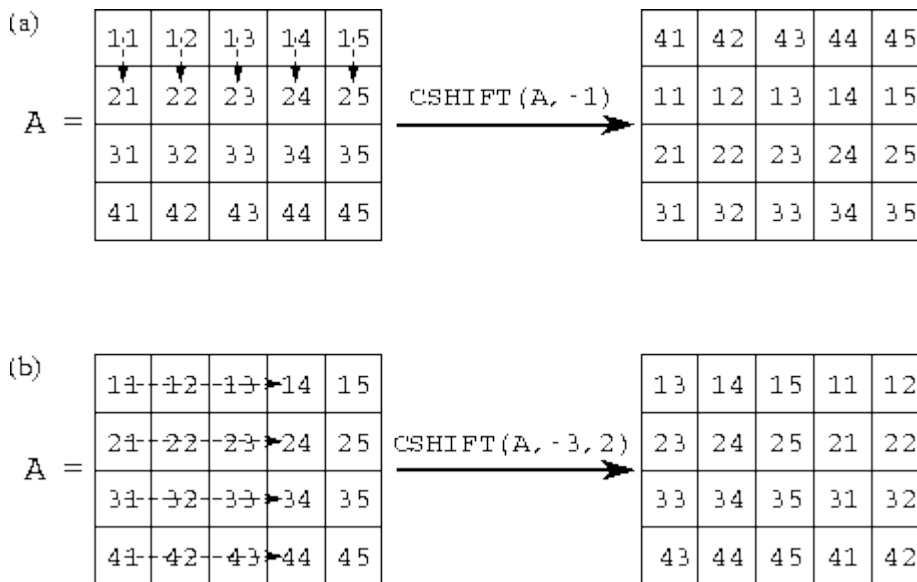 (a)
11 12 13 14 15 41 42 43 44 45
21 22 23 24 25 CSHIFT(A,-1) 11 12 13 14 15
A =
31 32 33 34 35 21 22 23 24 25
41 42 43 44 45 31 32 33 34 35
(b)
11 12 13 14 15 13 14 15 11 12
21 22 23 24 25 CSHIFT(A,-3,2) 23 24 25 21 22
A =
31 32 33 34 35 33 34 35 31 32
41 42 43 44 45 43 44 45 41 42